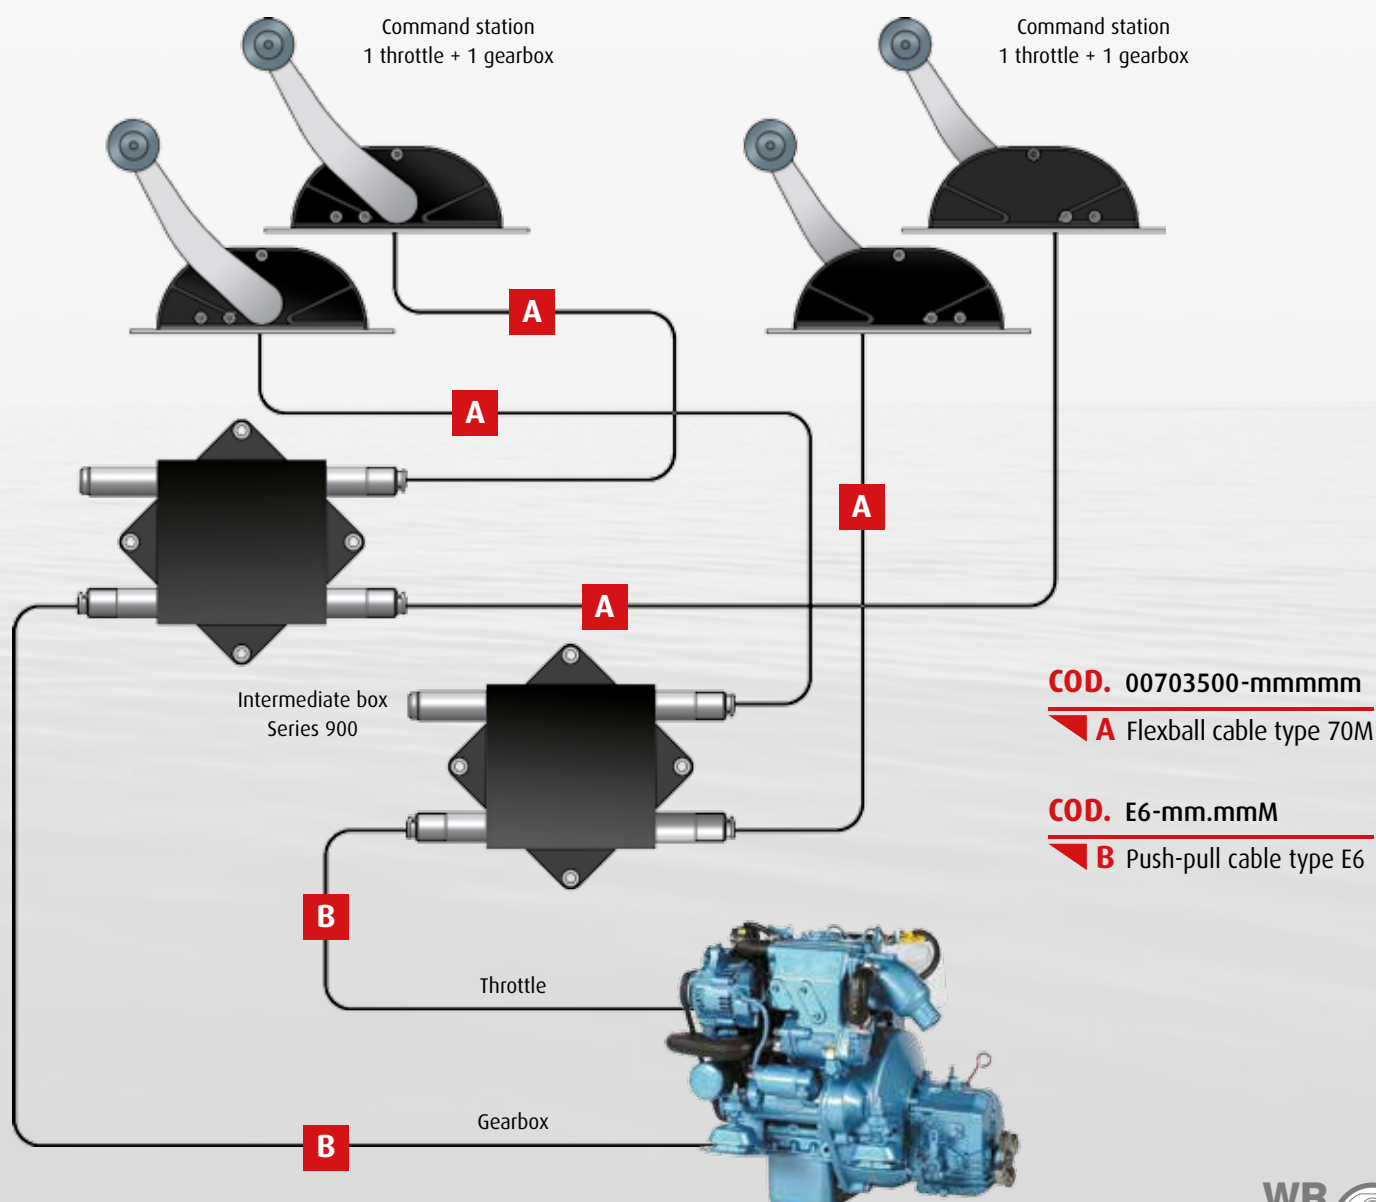 Command station
1 throttle + 1 gearbox
Command station
1 throttle + 1 gearbox
A
A
A
A
Intermediate box
Series 900
COD. 00703500-mmmmm
A Flexball cable type 70M
COD. E6-mm.mmM
B Push-pull cable type E6
B
Throttle
Gearbox
B
WB